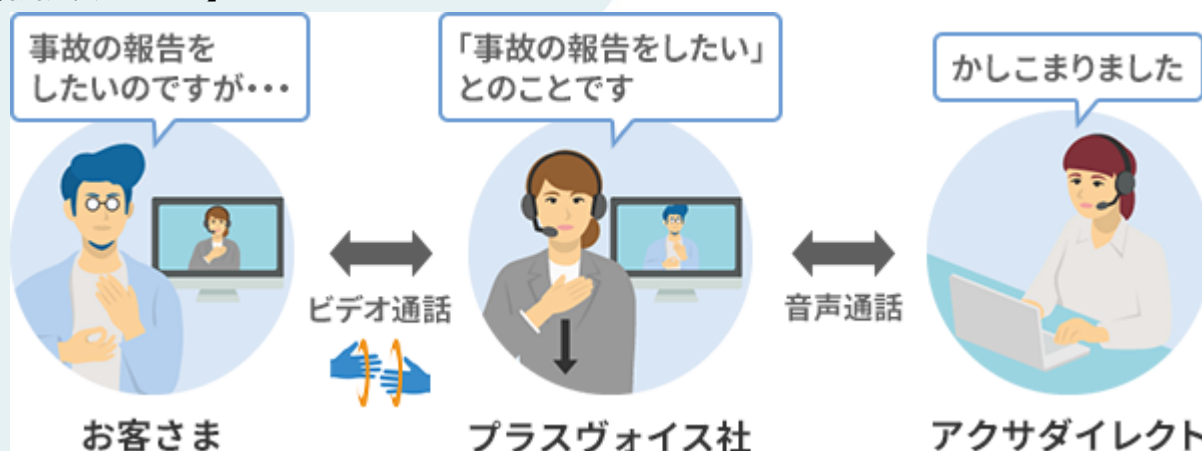 事故の報告を
したいのですが・・・
「事故の報告をしたい」
とのことです
かしこまりました
ビデオ通話
音声通話
お客さま
プラスヴォイス社
アクサダイレクト